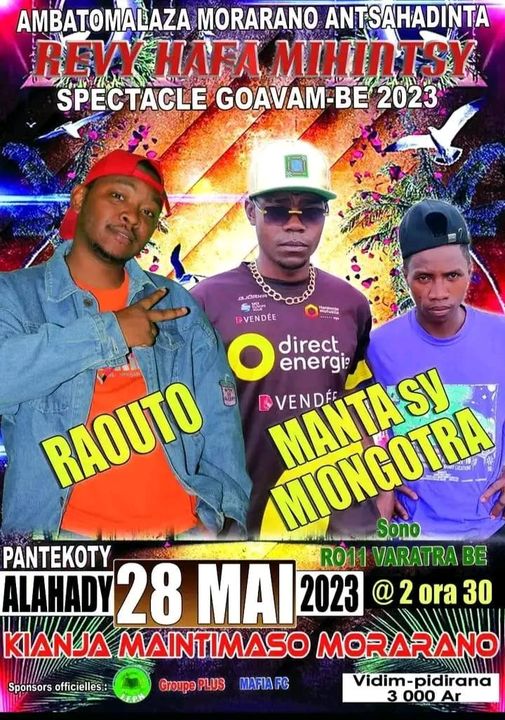 AMBATOMALAZA MORARANO ANTSAHADINTA
REVY HAFA MIHINTSY
SPECTACLE GOAVAM-BE 2023
VENDÉE
direct
energie
VENDÉE
RAOUTO
MANTA sy
MIONGOTRA
Sono
RO11 VARATRA BE
PANTEKOTY
ALAHADY 28 MAI 2023 @ 2 ora 30
KIANJA MAINTIMASO MORARANO
Sponsors officielles : Groupe PLUS MAFIA FC
Vidim-pidirana
3 000 Ar